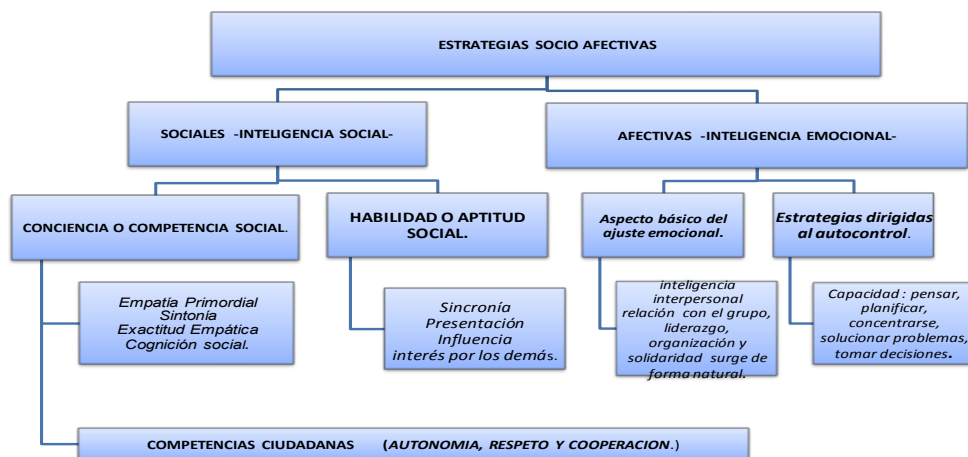 ESTRATEGIAS SOCIO AFECTIVAS
SOCIALES -INTELIGENCIA SOCIAL-
AFECTIVAS -INTELIGENCIA EMOCIONAL-
CONCIENCIA O COMPETENCIA SOCIAL.
HABILIDAD O APTITUD
SOCIAL.
Aspecto básico del
ajuste emocional.
Estrategias dirigidas
al autocontrol.
Empatía Primordial
Sintonía
Exactitud Empática
Cognición social.
Sincronía
Presentación
Influencia
interés por los demás.
inteligencia
interpersonal
relación con el grupo,
liderazgo,
organización y
solidaridad surge de
forma natural.
Capacidad : pensar,
planificar,
concentrarse,
solucionar problemas,
tomar decisiones.
COMPETENCIAS CIUDADANAS (AUTONOMIA, RESPETO Y COOPERACION.)